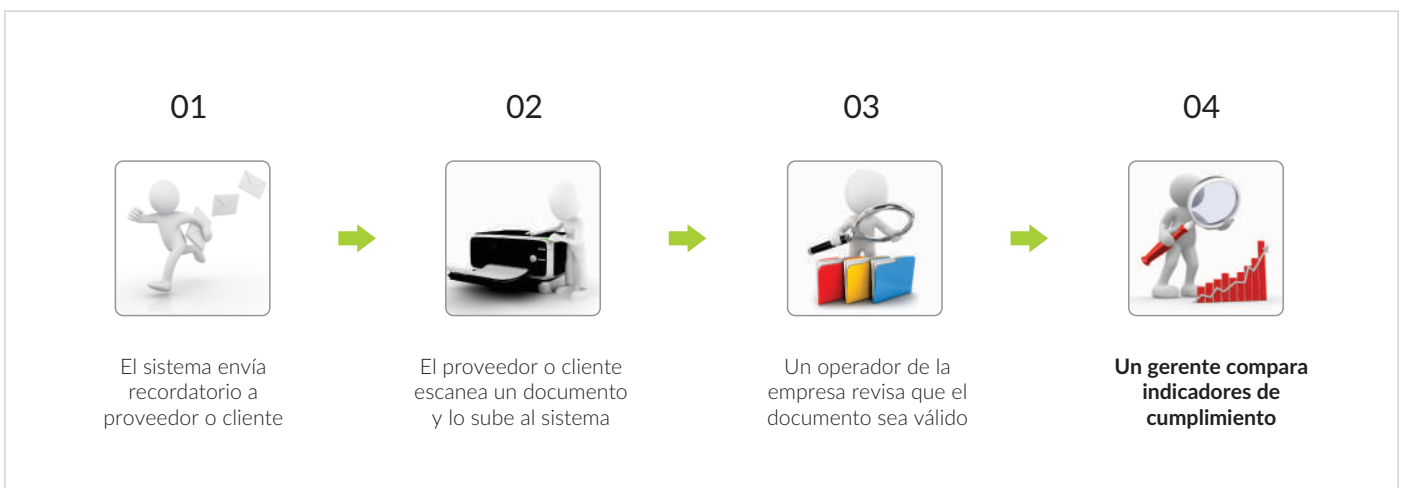 01
El sistema envía
recordatorio a
proveedor o cliente
02
El proveedor o cliente
escanea un documento
y lo sube al sistema
03
Un operador de la
empresa revisa que el
documento sea válido
04
Un gerente compara
indicadores de
cumplimiento